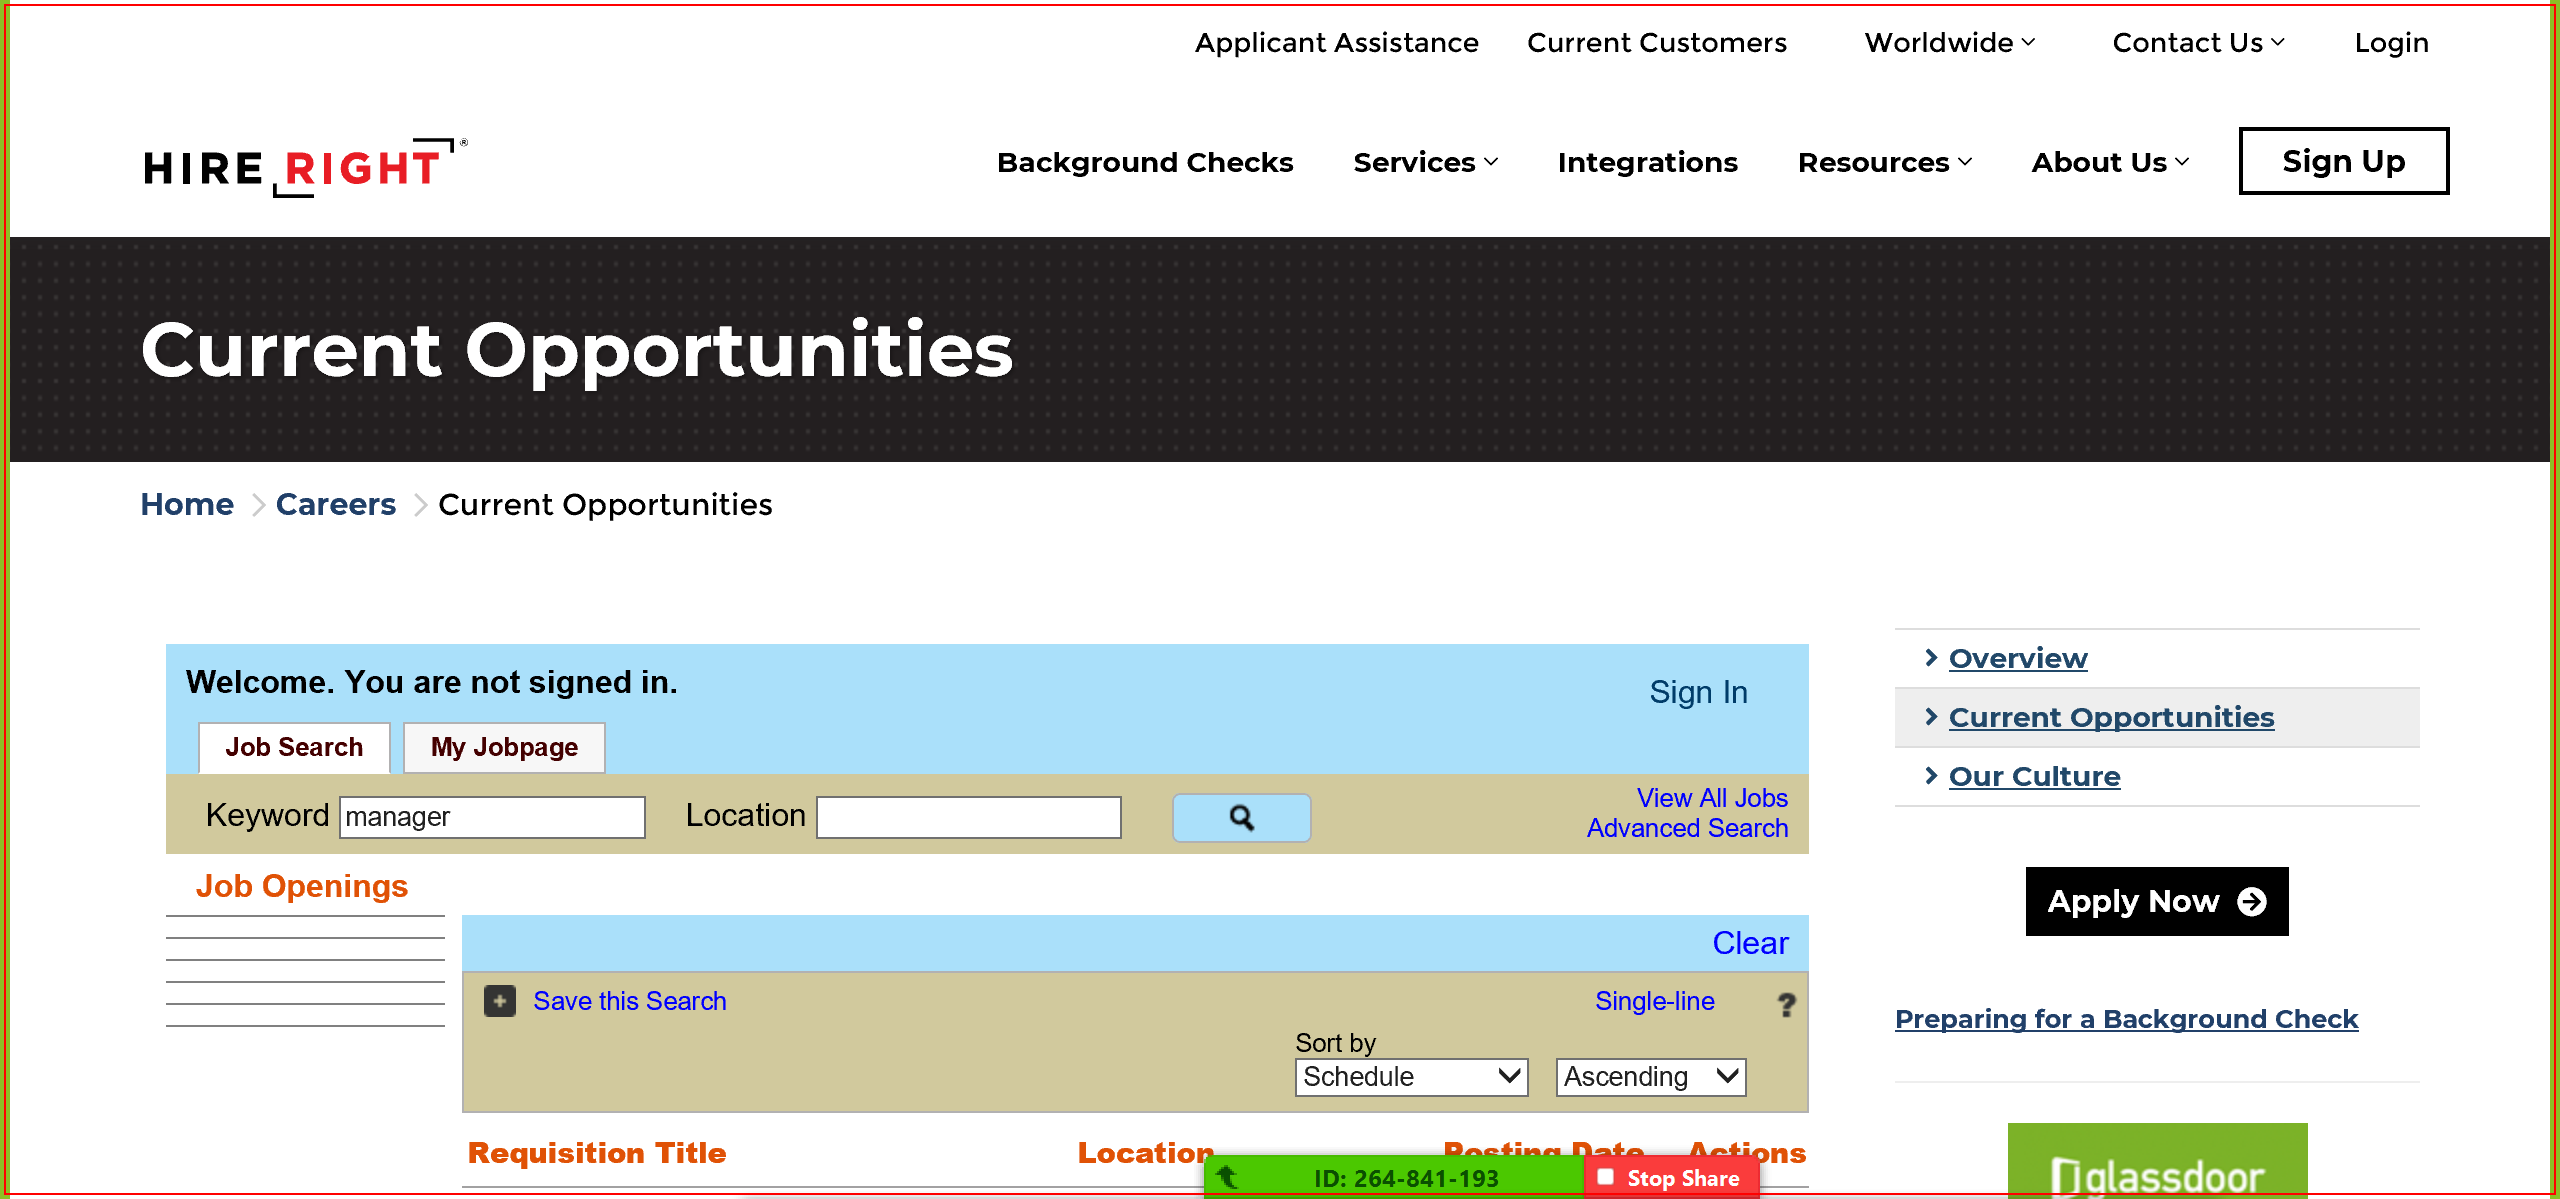 Applicant Assistance Current Customers Worldwide Contact Us Login
HIRE RIGHT®
Background Checks Services Integrations Resources About Us Sign Up
Current Opportunities
Home Careers Current Opportunities
Welcome. You are not signed in.
Sign In
Job Search My Jobpage
Keyword manager Location
View All Jobs
Advanced Search
Job Openings
Clear
Save this Search Single-line ?
Sort by
Schedule Ascending
Requisition Title Location Posting Date Actions
ID: 264-841-193 Stop Share
Overview
Current Opportunities
Our Culture
Apply Now
Preparing for a Background Check
glassdoor